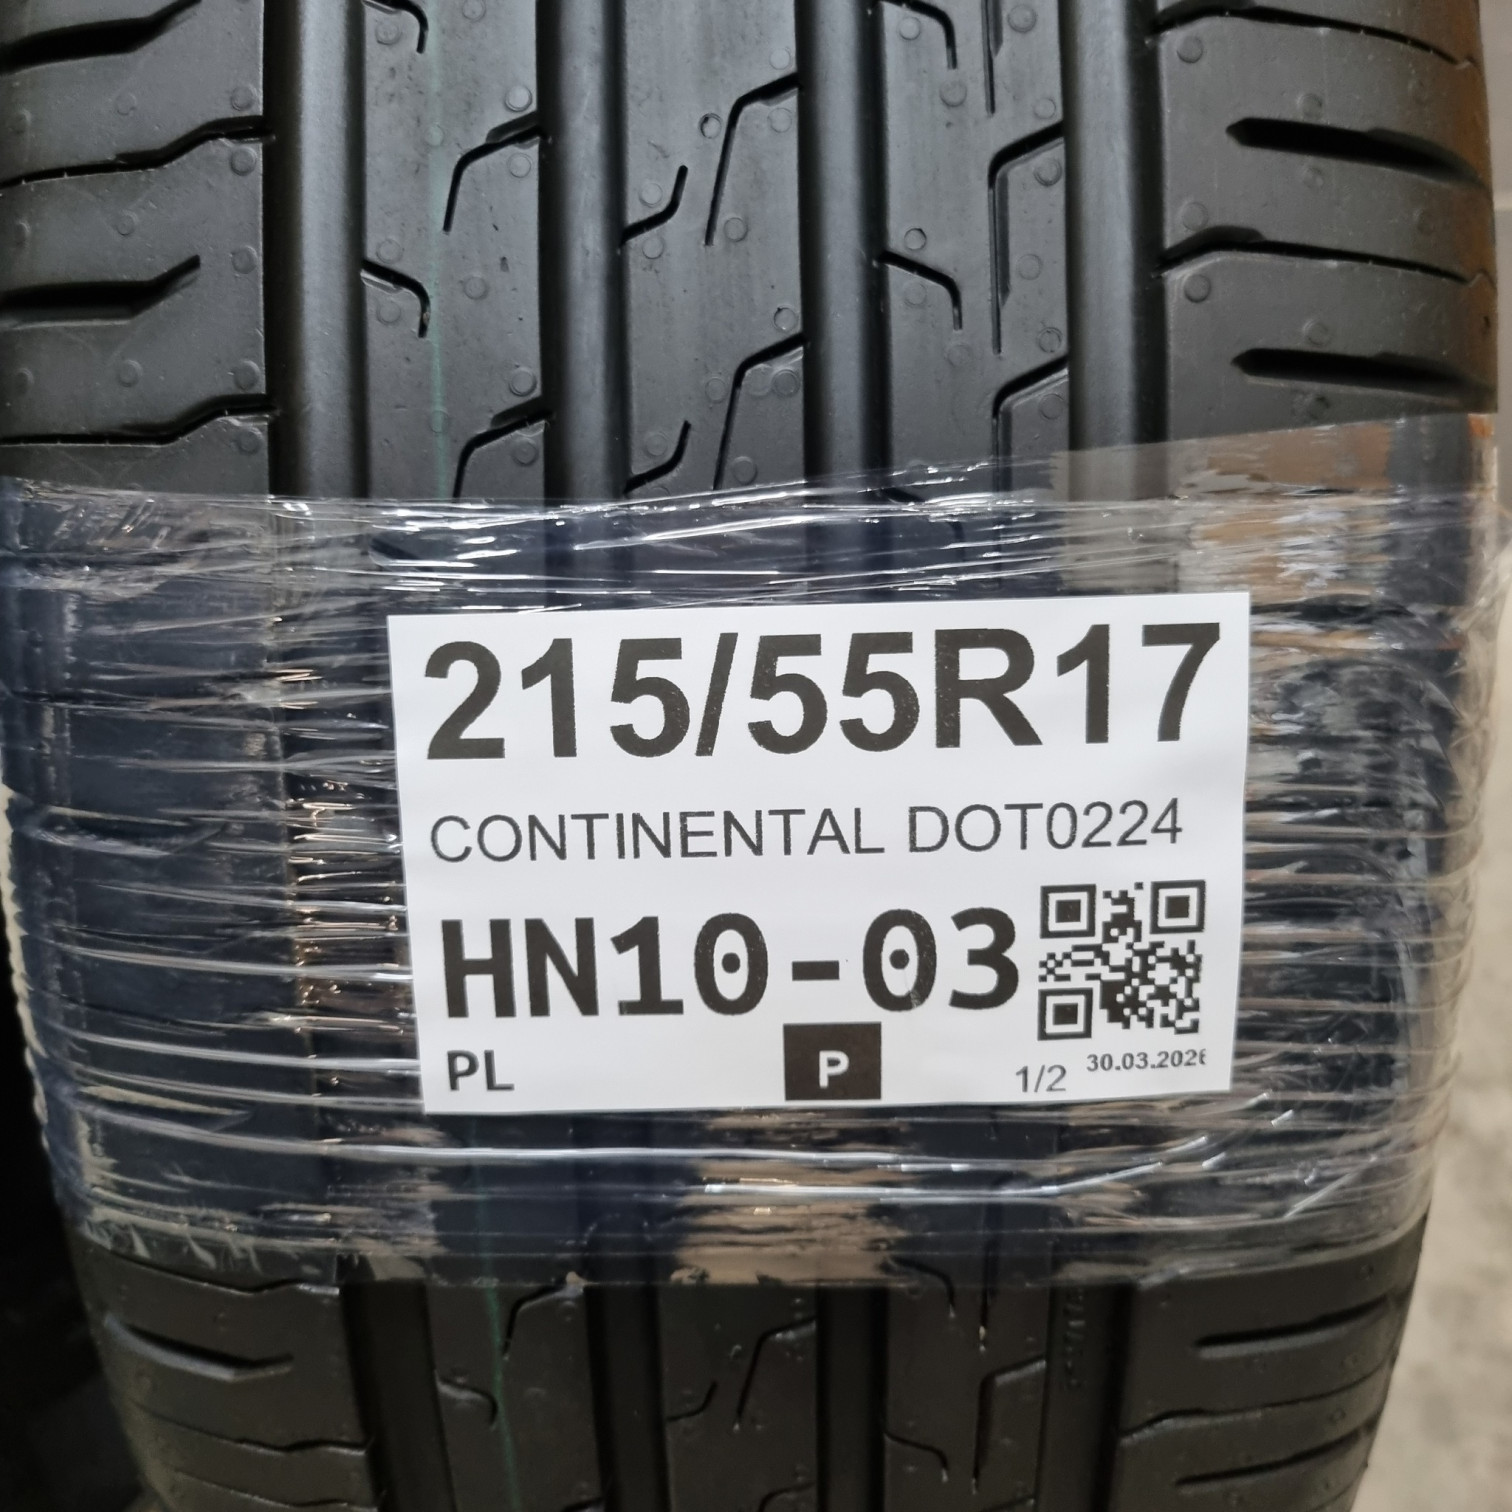 215/55R17
CONTINENTAL DOT0224
HN10-03
PL P 1/2 30.03.2026